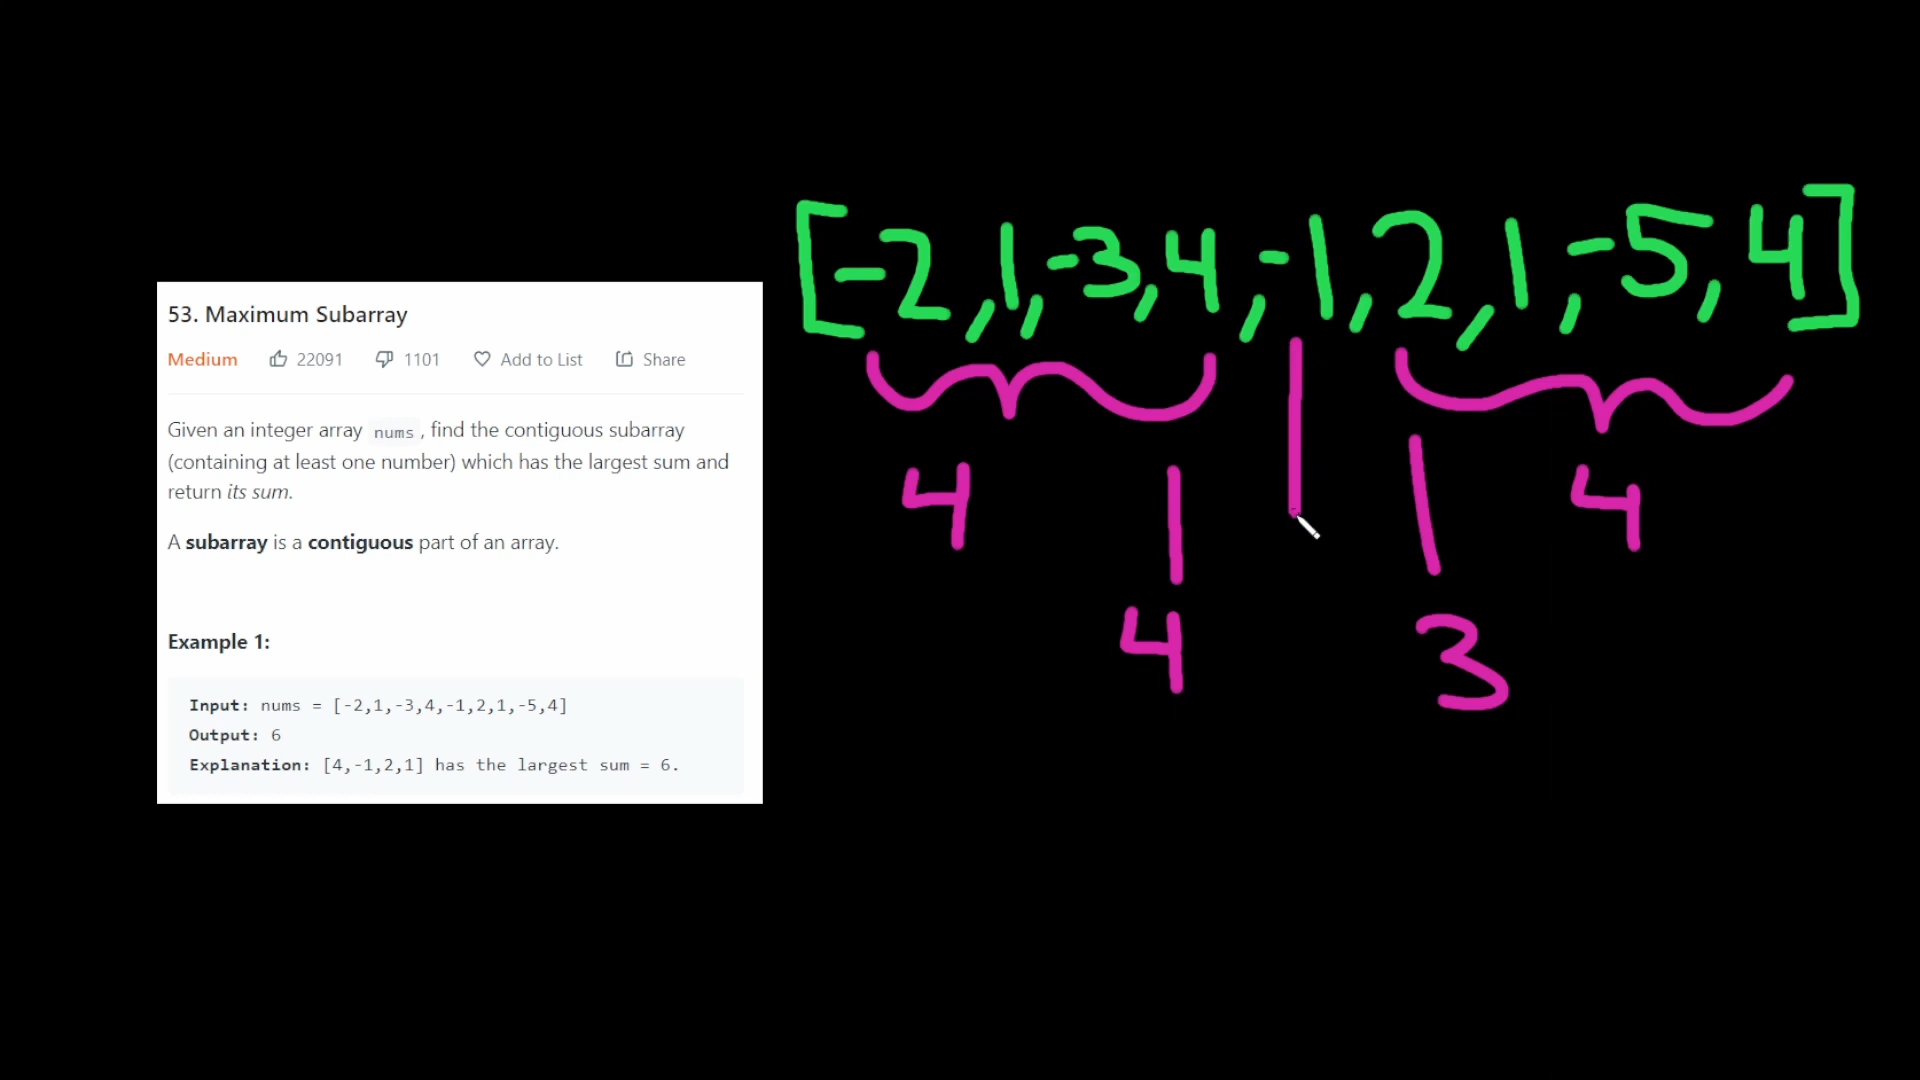 53. Maximum Subarray
Medium 22091 1101 Add to List Share
Given an integer array nums, find the contiguous subarray
(containing at least one number) which has the largest sum and
return its sum.
A subarray is a contiguous part of an array.
Example 1:
Input: nums = [-2,1,-3,4,-1,2,1,-5,4]
Output: 6
Explanation: [4,-1,2,1] has the largest sum = 6.
[-2,1,-3,4,-1,2,1,-5,4]
4 4
4 3